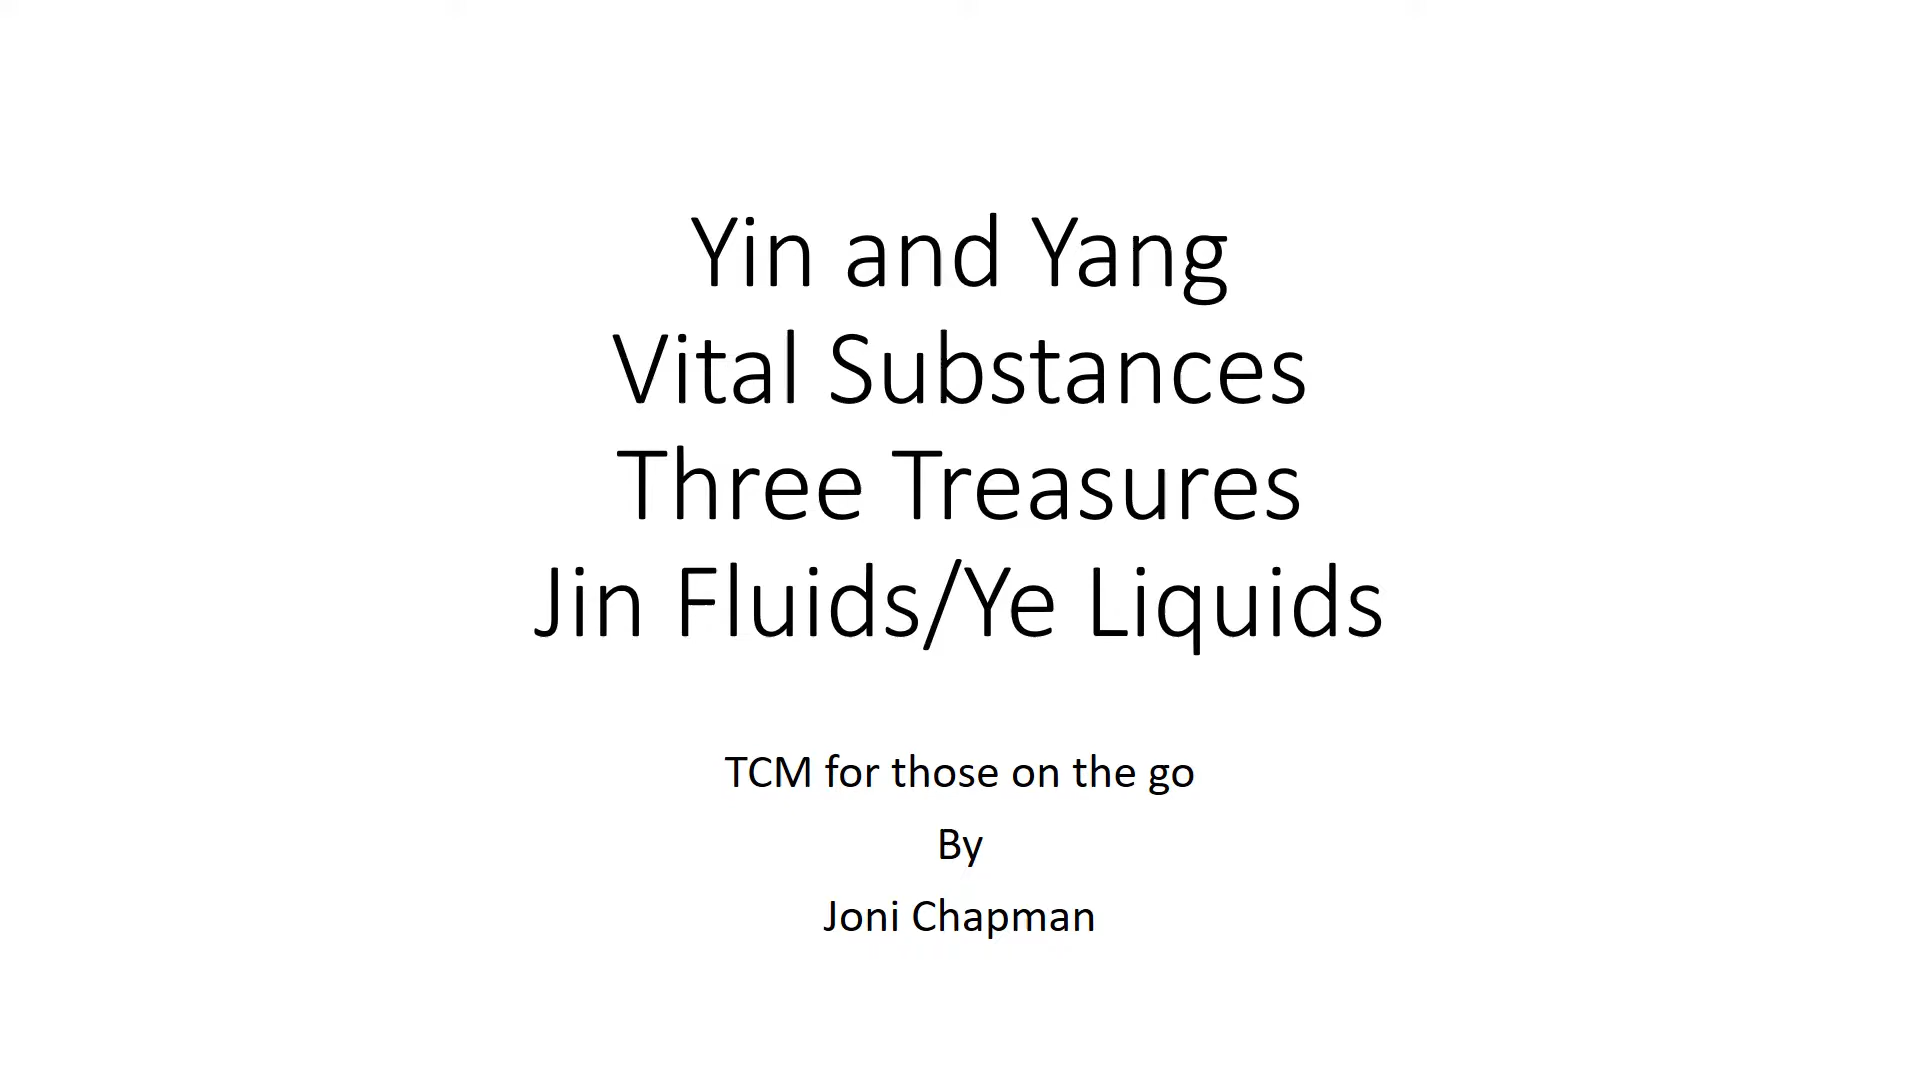 Yin and Yang
Vital Substances
Three Treasures
Jin Fluids/Ye Liquids
TCM for those on the go
By
Joni Chapman